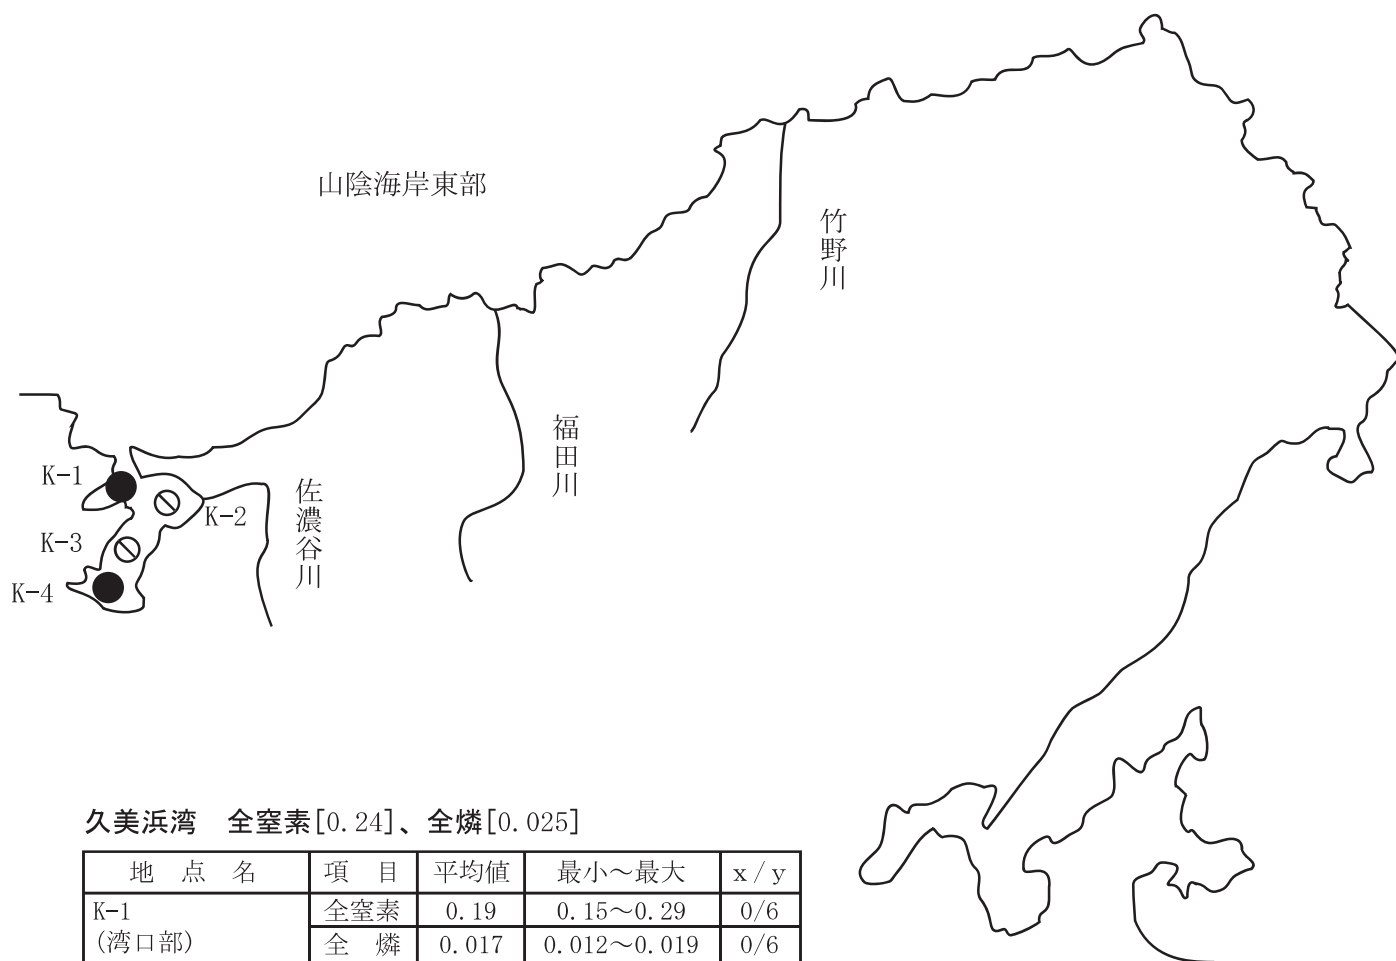 山陰海岸東部
竹野川
福田川
佐濃谷川
K-1
K-2
K-3
K-4
久美浜湾 全窒素[0.24]、全燐[0.025]
地 点 名 項 目 平均値 最小～最大 x/y
K-1 全窒素 0.19 0.15～0.29 0/6
(湾口部) 全 燐 0.017 0.012～0.019 0/6